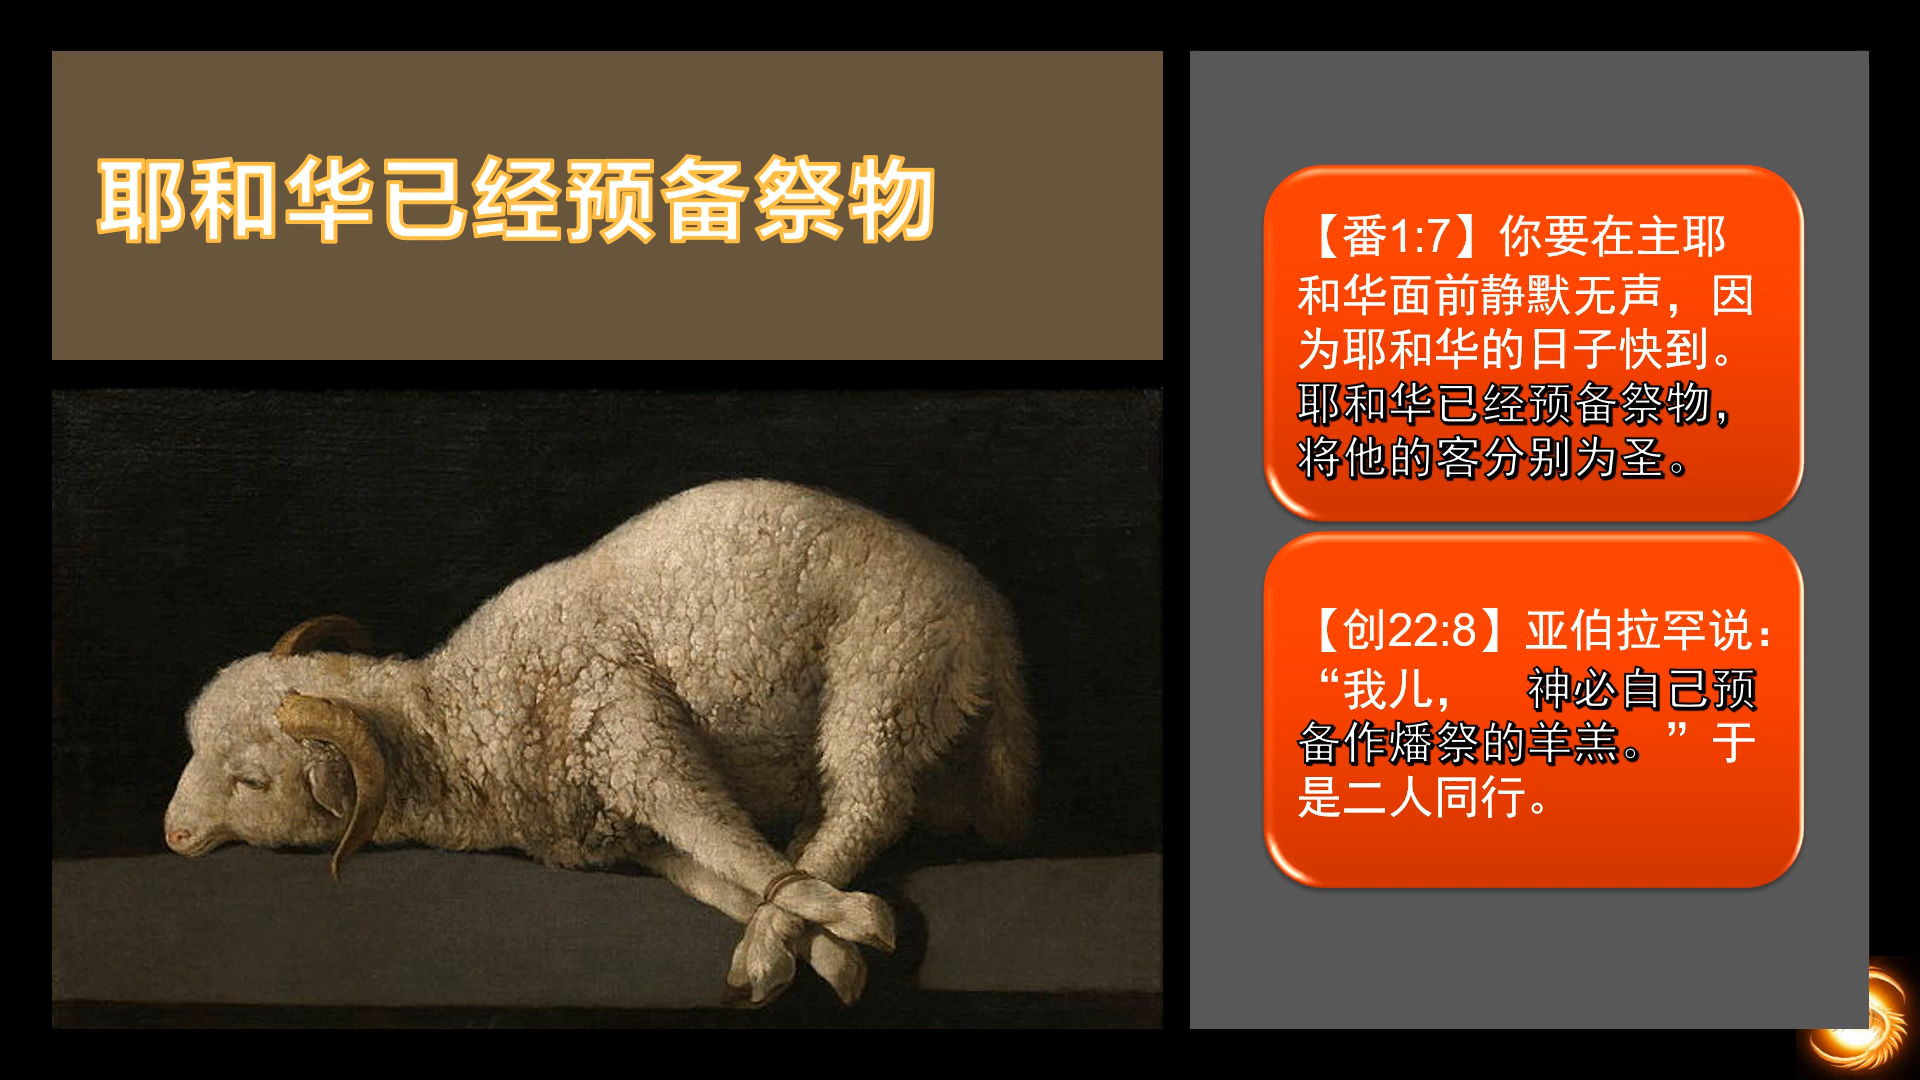 耶和华已经预备祭物
【番1:7】你要在主耶
和华面前静默无声，因
为耶和华的日子快到。
耶和华已经预备祭物，
将他的客分别为圣。
【创22:8】亚伯拉罕说：
“我儿，　神必自己预
备作燔祭的羊羔。”于
是二人同行。